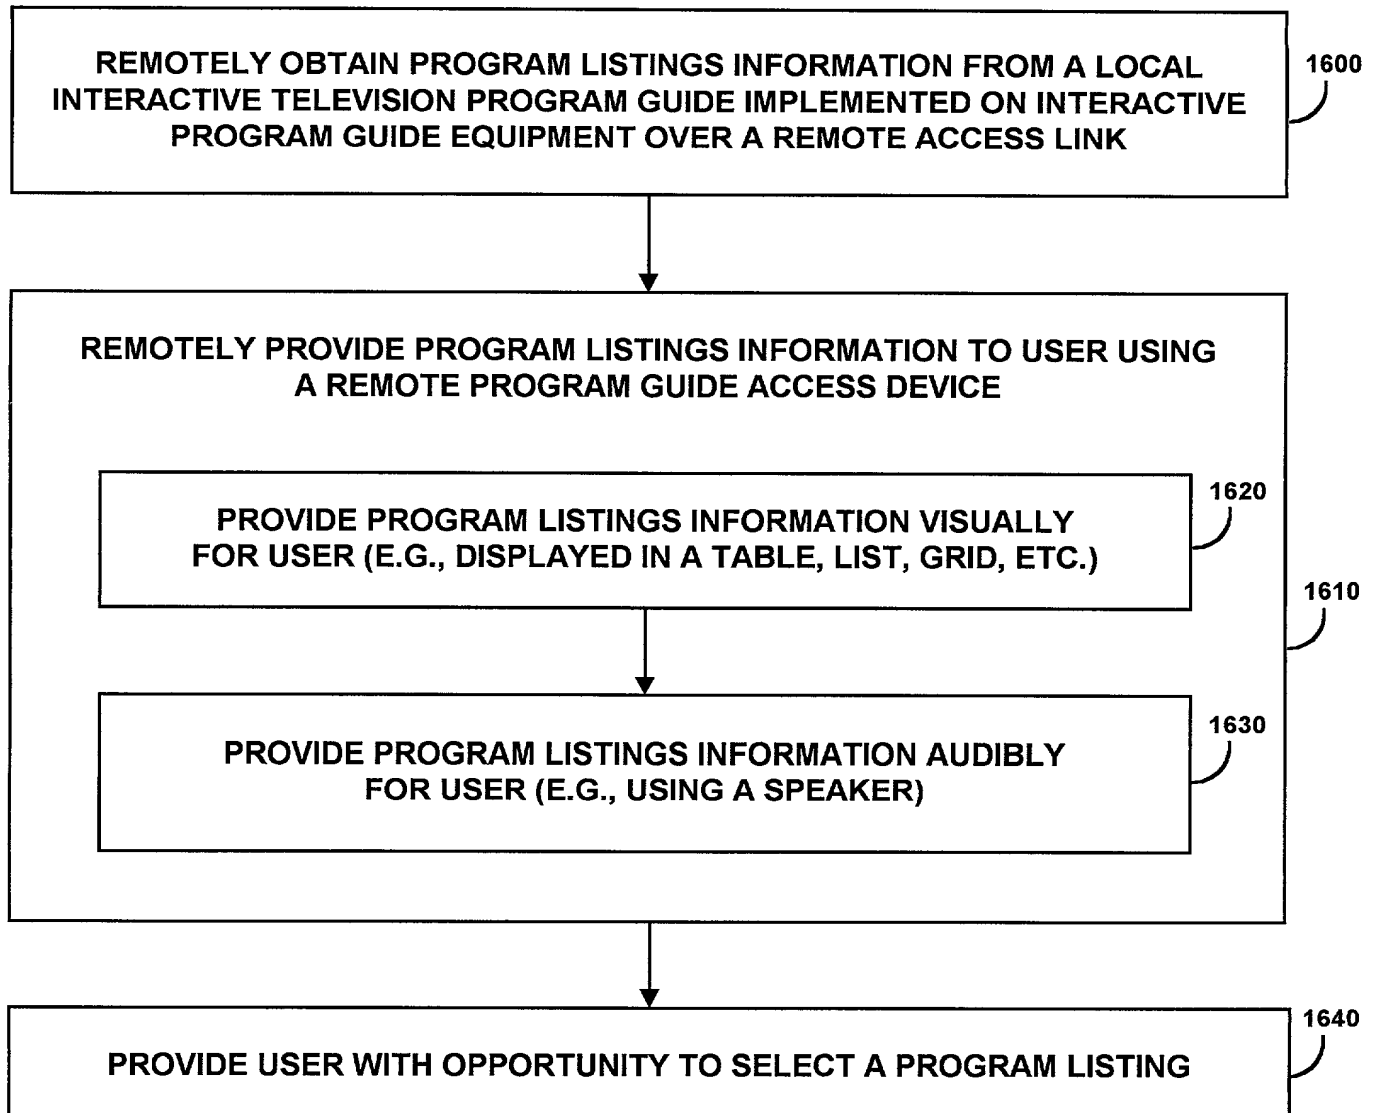 REMOTELY OBTAIN PROGRAM LISTINGS INFORMATION FROM A LOCAL
INTERACTIVE TELEVISION PROGRAM GUIDE IMPLEMENTED ON INTERACTIVE
PROGRAM GUIDE EQUIPMENT OVER A REMOTE ACCESS LINK
1600
REMOTELY PROVIDE PROGRAM LISTINGS INFORMATION TO USER USING
A REMOTE PROGRAM GUIDE ACCESS DEVICE
1610
PROVIDE PROGRAM LISTINGS INFORMATION VISUALLY
FOR USER (E.G., DISPLAYED IN A TABLE, LIST, GRID, ETC.)
1620
PROVIDE PROGRAM LISTINGS INFORMATION AUDIBLY
FOR USER (E.G., USING A SPEAKER)
1630
PROVIDE USER WITH OPPORTUNITY TO SELECT A PROGRAM LISTING
1640